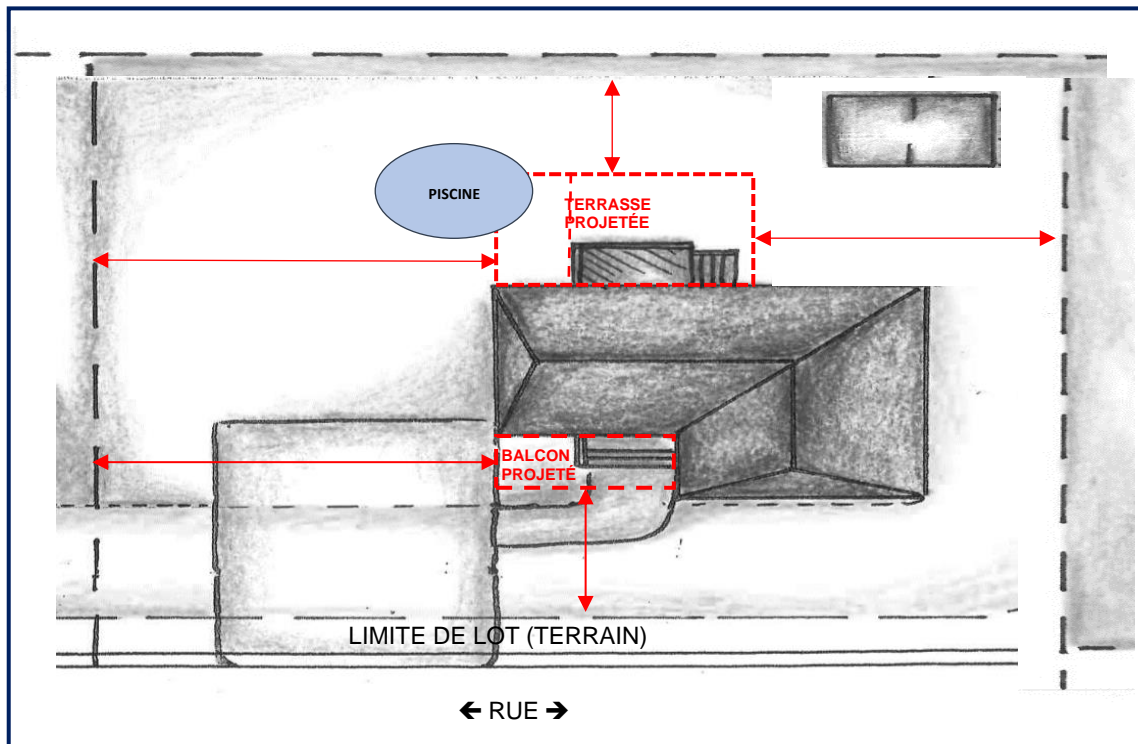 PISCINE
TERRASSE
PROJETÉE
BALCON
PROJETÉ
LIMITE DE LOT (TERRAIN)
← RUE →